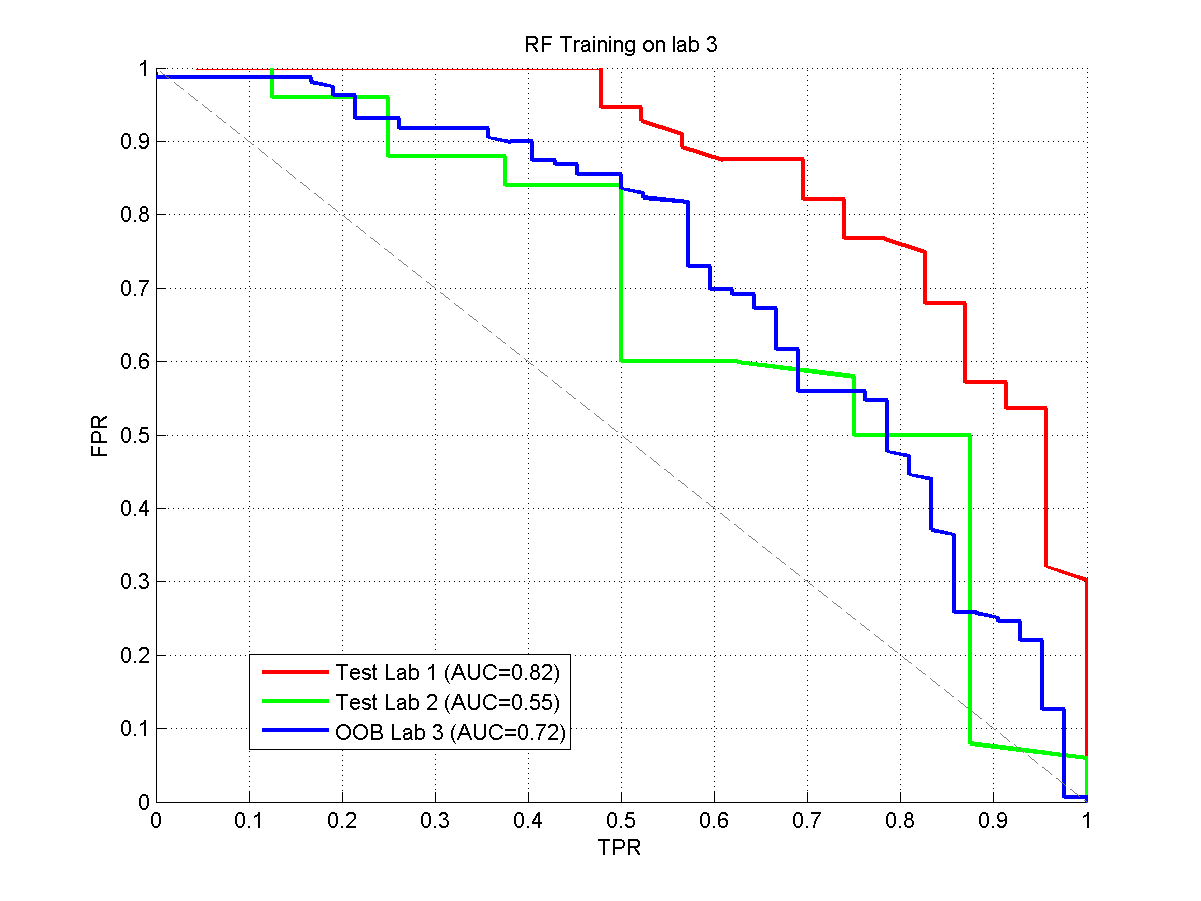 RF Training on lab 3
1
0.9
0.8
0.7
0.6
0.5
0.4
0.3
0.2
0.1
0
FPR
Test Lab 1 (AUC=0.82)
Test Lab 2 (AUC=0.55)
OOB Lab 3 (AUC=0.72)
0 0.1 0.2 0.3 0.4 0.5 0.6 0.7 0.8 0.9 1
TPR